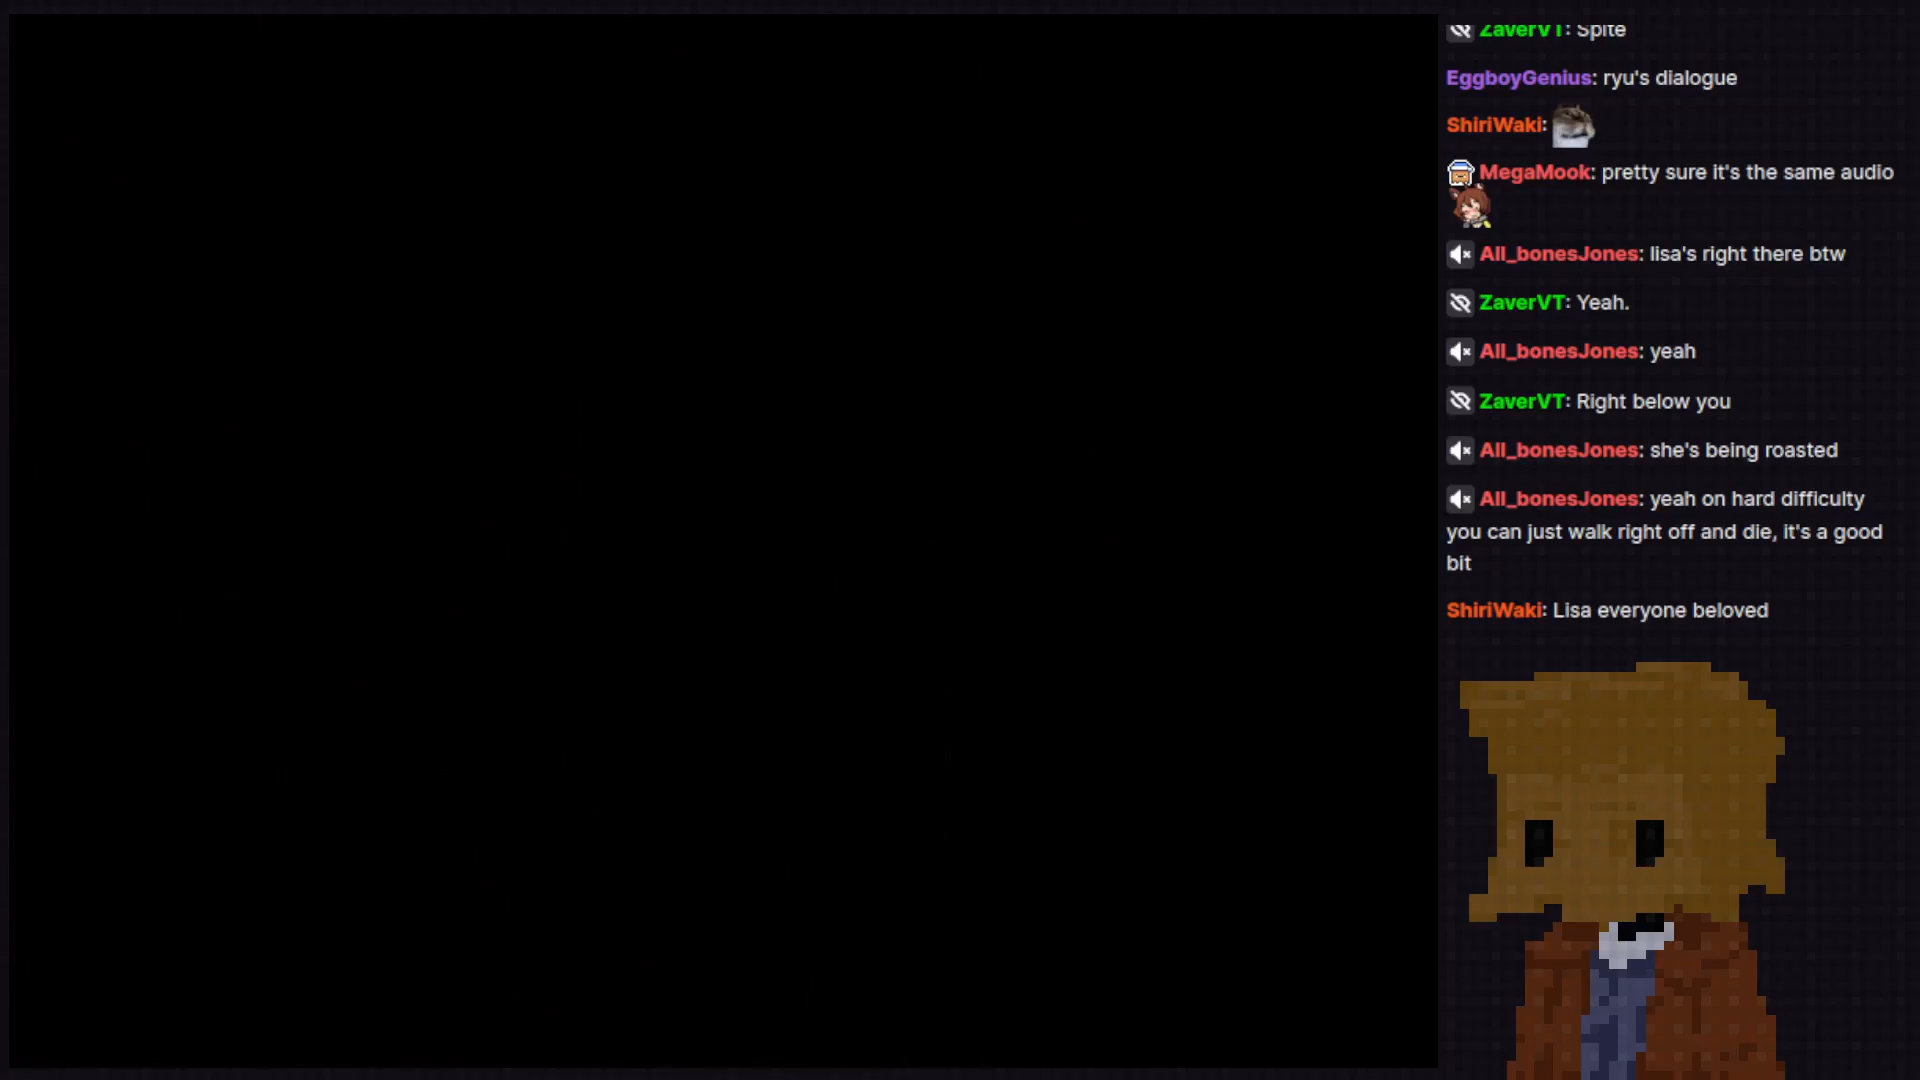 ZaverVT: Spite
EggboyGenius: ryu's dialogue
ShiriWaki:
MegaMook: pretty sure it's the same audio
All_bonesJones: lisa's right there btw
ZaverVT: Yeah.
All_bonesJones: yeah
ZaverVT: Right below you
All_bonesJones: she's being roasted
All_bonesJones: yeah on hard difficulty
you can just walk right off and die, it's a good
bit
ShiriWaki: Lisa everyone beloved